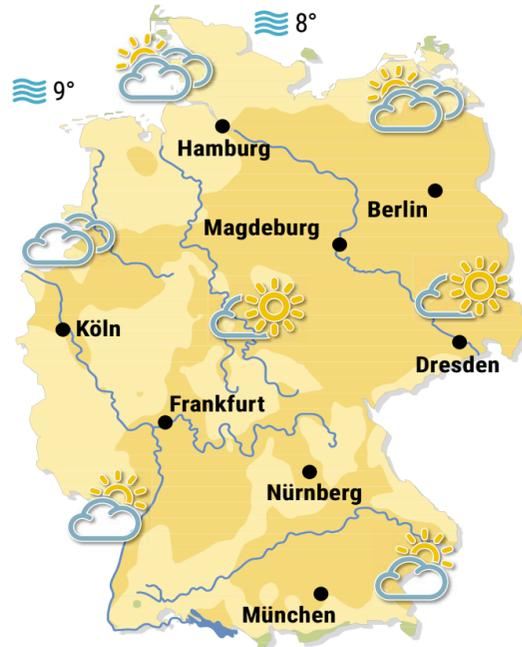 8°
9°
Hamburg
Berlin
Magdeburg
Köln
Dresden
Frankfurt
Nürnberg
München